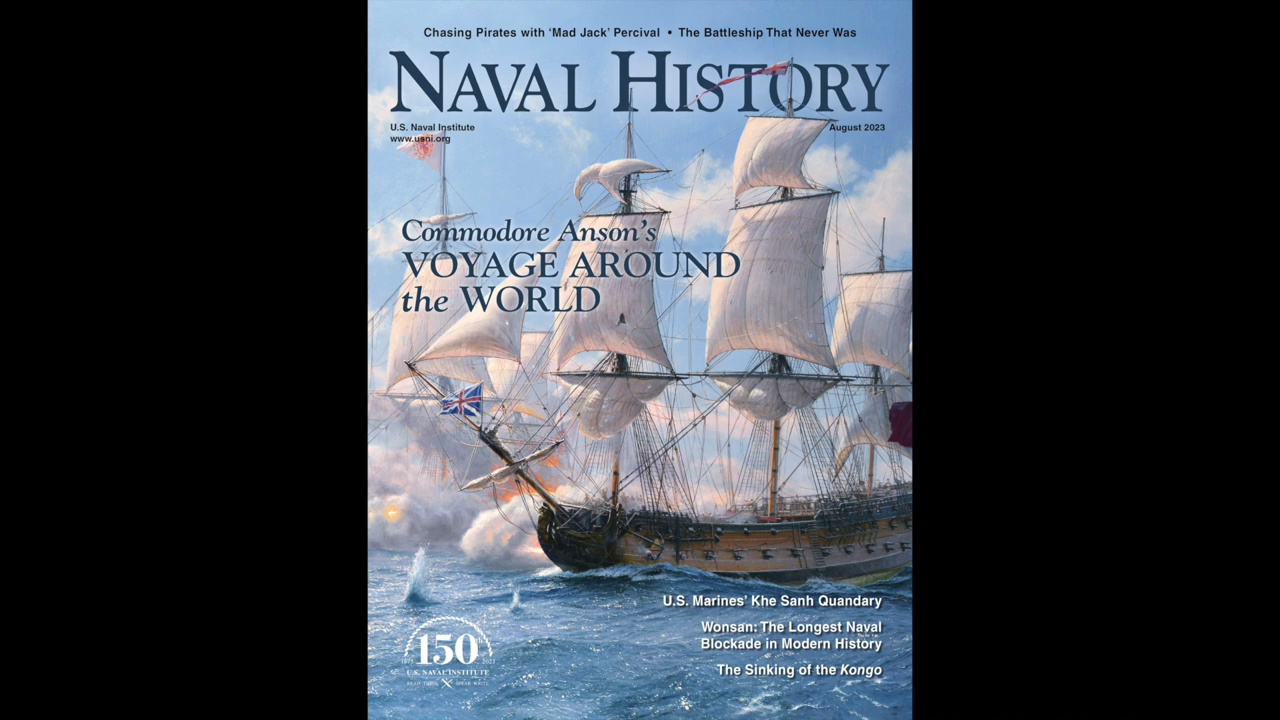 Chasing Pirates with ‘Mad Jack’ Percival • The Battleship That Never Was
NAVAL HISTORY
U.S. Naval Institute
www.usni.org
August 2023
Commodore Anson’s
VOYAGE AROUND
the WORLD
U.S. Marines’ Khe Sanh Quandary
Wonsan: The Longest Naval
Blockade in Modern History
The Sinking of the Kongo
150
U.S. NAVAL INSTITUTE